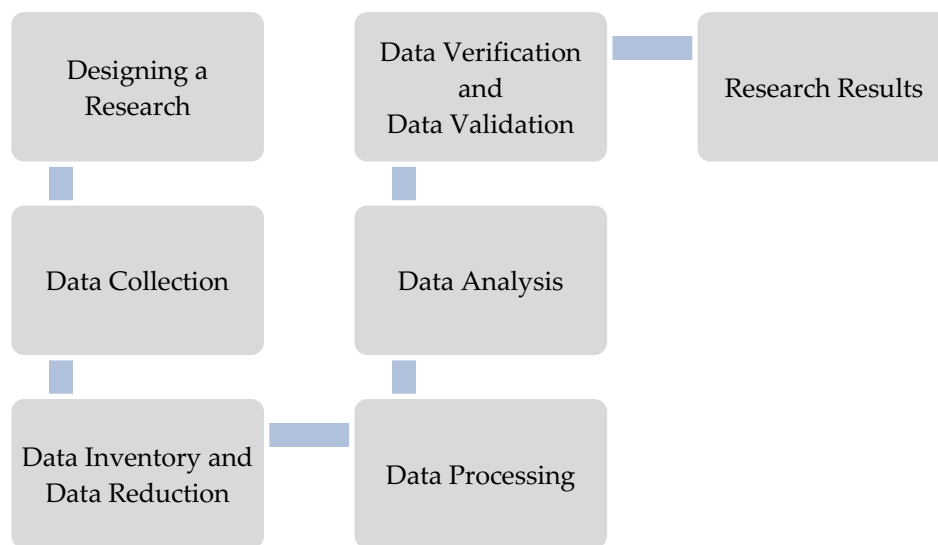 Designing a
Research
Data Collection
Data Inventory and
Data Reduction
Data Processing
Data Analysis
Data Verification
and
Data Validation
Research Results